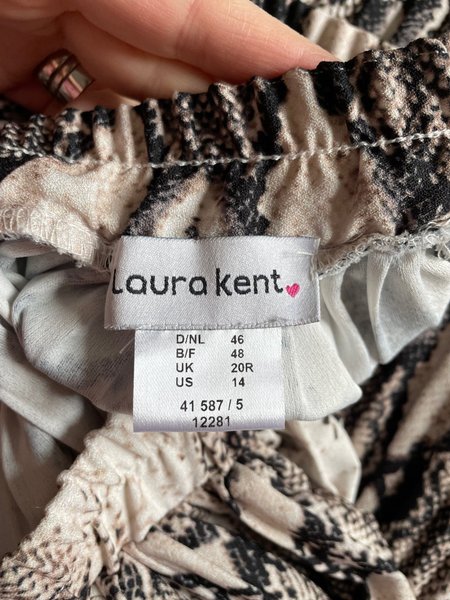 Laura kent
D/NL 46
B/F 48
UK 20R
US 14
41 587 / 5
12281